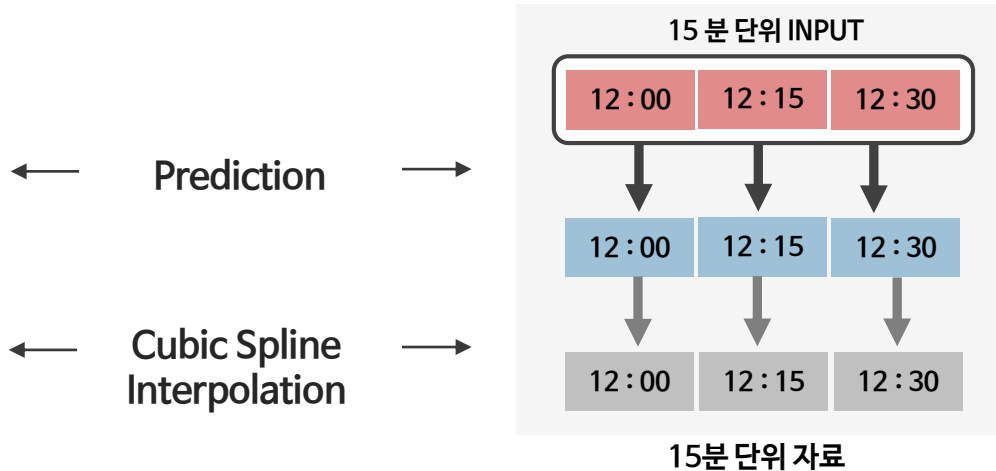 15 분 단위 INPUT
12 : 00 12 : 15 12 : 30
Prediction
12 : 00 12 : 15 12 : 30
Cubic Spline
Interpolation
12 : 00 12 : 15 12 : 30
15분 단위 자료